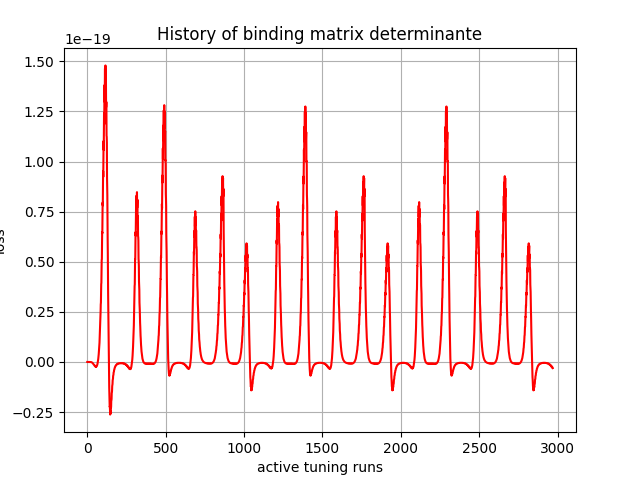 History of binding matrix determinante
1e−19
1.50
1.25
1.00
0.75
0.50
0.25
0.00
−0.25
loss
0 500 1000 1500 2000 2500 3000
active tuning runs